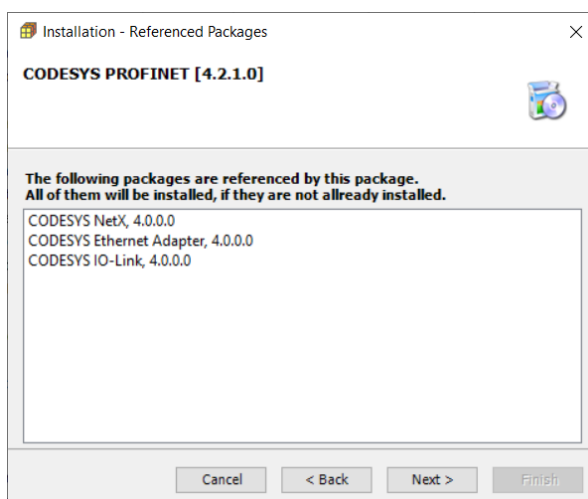 Installation - Referenced Packages
CODESYS PROFINET [4.2.1.0]
The following packages are referenced by this package.
All of them will be installed, if they are not allready installed.
CODESYS NetX, 4.0.0.0
CODESYS Ethernet Adapter, 4.0.0.0
CODESYS IO-Link, 4.0.0.0
Cancel
< Back
Next >
Finish